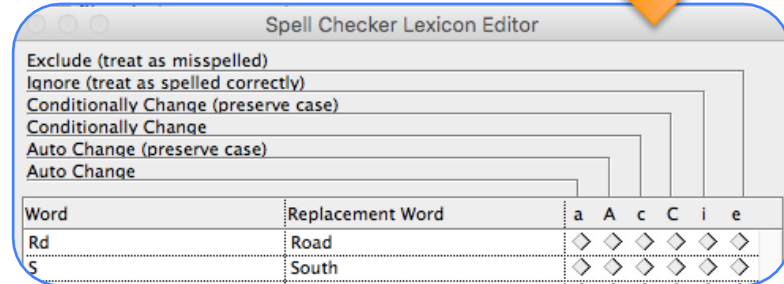 Spell Checker Lexicon Editor
Exclude (treat as misspelled)
Ignore (treat as spelled correctly)
Conditionally Change (preserve case)
Conditionally Change
Auto Change (preserve case)
Auto Change
Word Replacement Word a A c C i e
Rd Road
S South